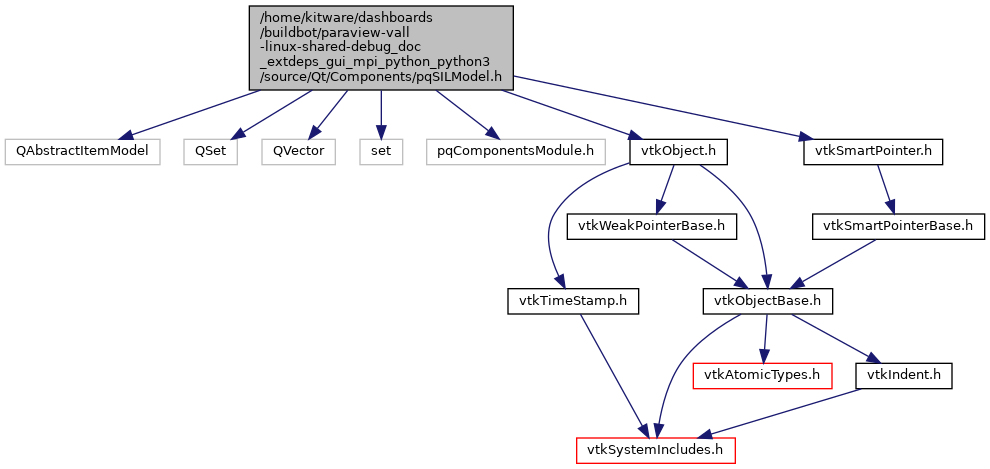 /home/kitware/dashboards
/buildbot/paraview-vall
-linux-shared-debug_doc
_extdeps_gui_mpi_python_python3
/source/Qt/Components/pqSILModel.h
QAbstractItemModel
QSet
QVector
set
pqComponentsModule.h
vtkObject.h
vtkSmartPointer.h
vtkWeakPointerBase.h
vtkSmartPointerBase.h
vtkTimeStamp.h
vtkObjectBase.h
vtkAtomicTypes.h
vtkIndent.h
vtkSystemIncludes.h